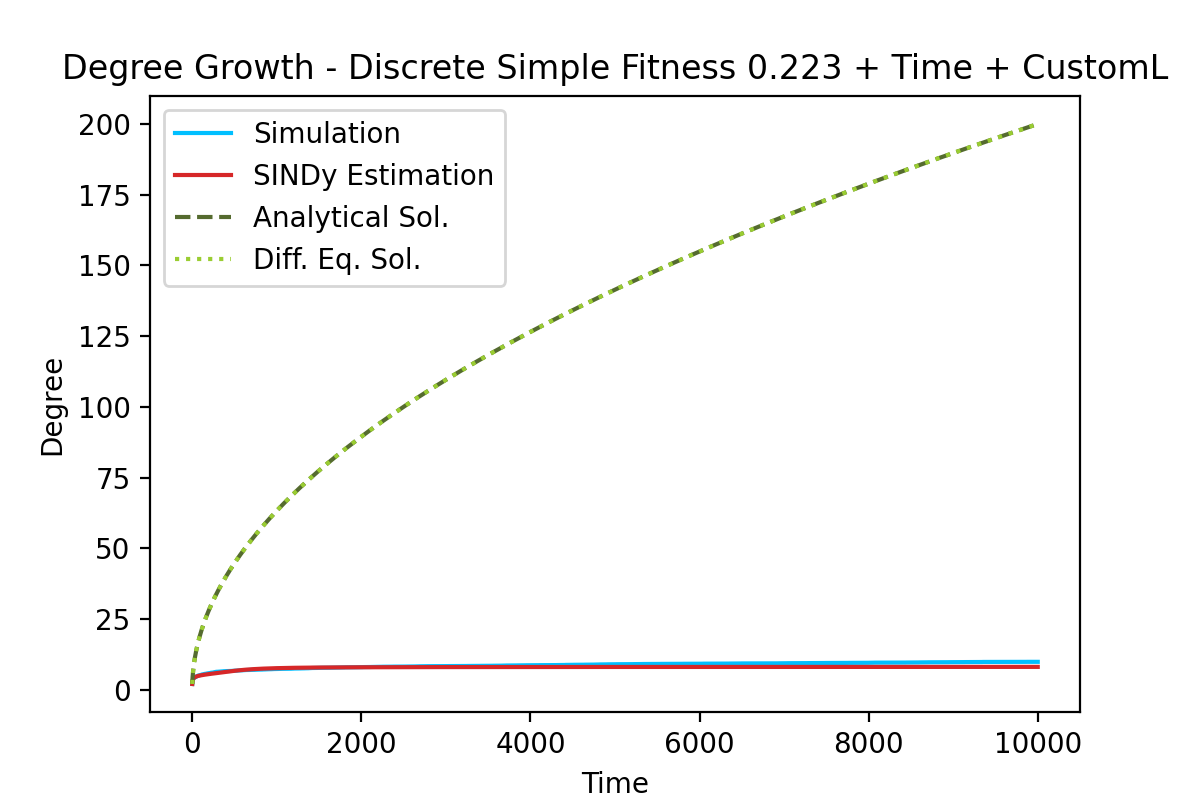 Degree Growth - Discrete Simple Fitness 0.223 + Time + CustomL
Simulation
SINDy Estimation
Analytical Sol.
Diff. Eq. Sol.
200
175
150
125
100
75
50
25
0
Degree
0 2000 4000 6000 8000 10000
Time